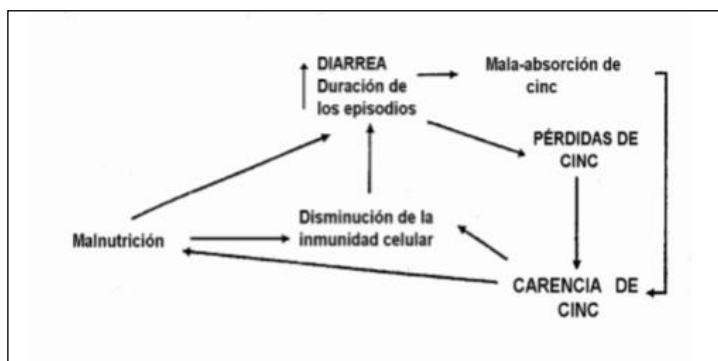 DIARREA
Duración de
los episodios
Mala-absorción de
cinc
PÉRDIDAS DE
CINC
Disminución de la
inmunidad celular
Malnutrición
CARENCIA DE
CINC